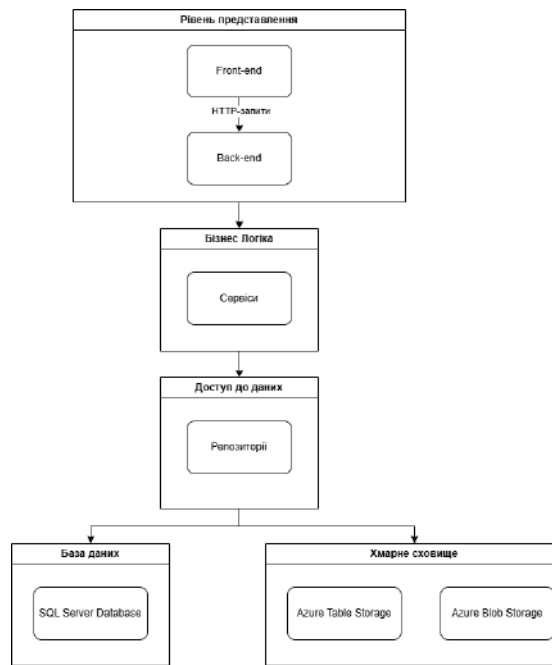 Рівень представлення
Front-end
HTTP-запити
Back-end
Бізнес Логіка
Сервіси
Доступ до даних
Репозиторії
База даних
SQL Server Database
Хмарне сховище
Azure Table Storage
Azure Blob Storage